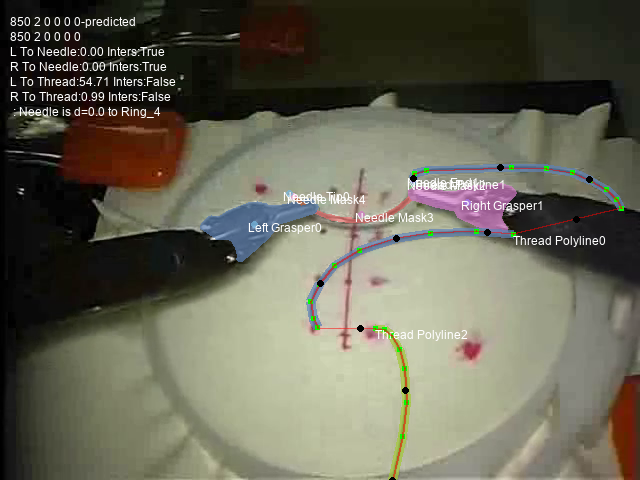 850 2 0 0 0 0-predicted
850 2 0 0 0 0
L To Needle:0.00 Inters:True
R To Needle:0.00 Inters:True
L To Thread:54.71 Inters:False
R To Thread:0.99 Inters:False
: Needle is d=0.0 to Ring_4
Needle Tip0
Needle Mask4
Needle Mask3
Left Grasper0
Right Grasper1
Thread Polyline0
Thread Polyline2